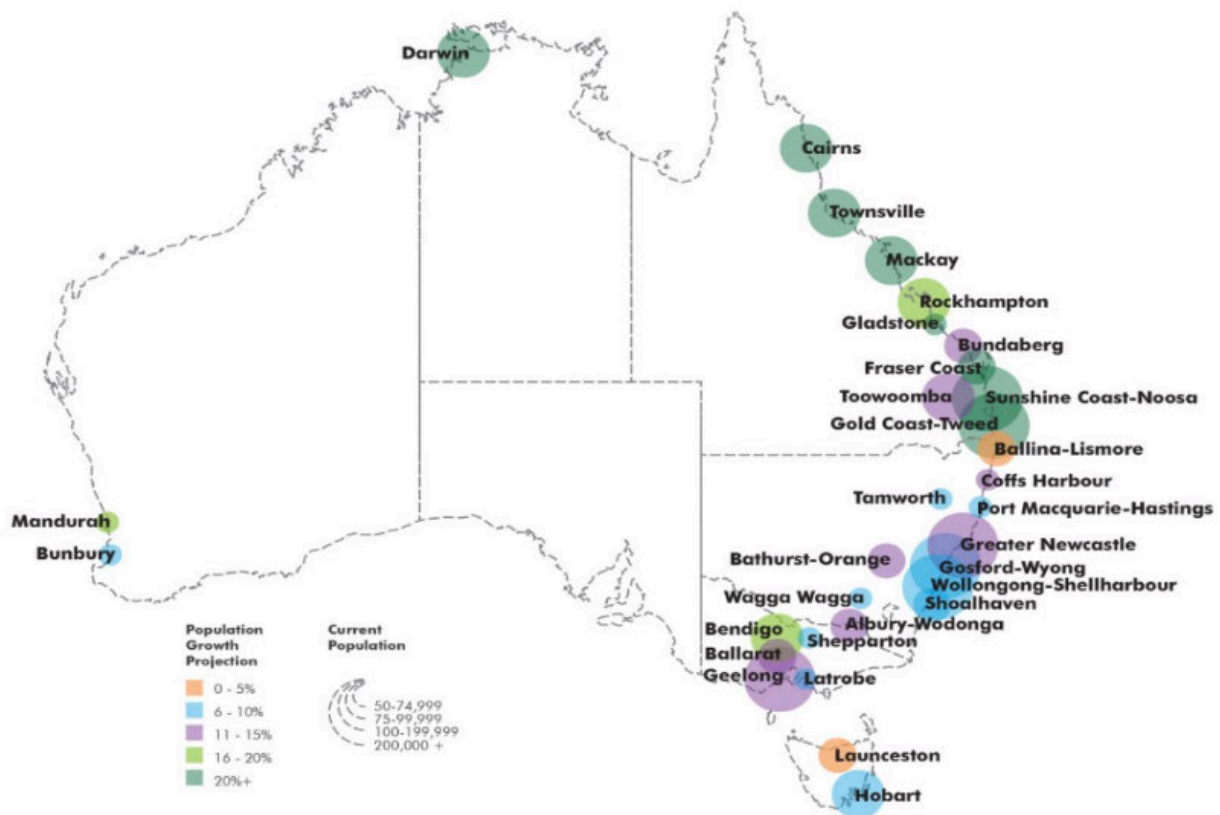 Darwin
Cairns
Townsville
Mackay
Rockhampton
Gladstone
Bundaberg
Fraser Coast
Toowoomba
Sunshine Coast-Noosa
Gold Coast-Tweed
Ballina-Lismore
Coffs Harbour
Tamworth
Port Macquarie-Hastings
Mandurah
Bunbury
Greater Newcastle
Bathurst-Orange
Gosford-Wyong
Wollongong-Shellharbour
Wagga Wagga
Shoalhaven
Albury-Wodonga
Bendigo
Shepparton
Ballarat
Geelong
Latrobe
Launceston
Hobart
Population
Growth
Projection
0 - 5%
6 - 10%
11 - 15%
16 - 20%
20%+
Current
Population
50-74,999
75-99,999
100-199,999
200,000 +